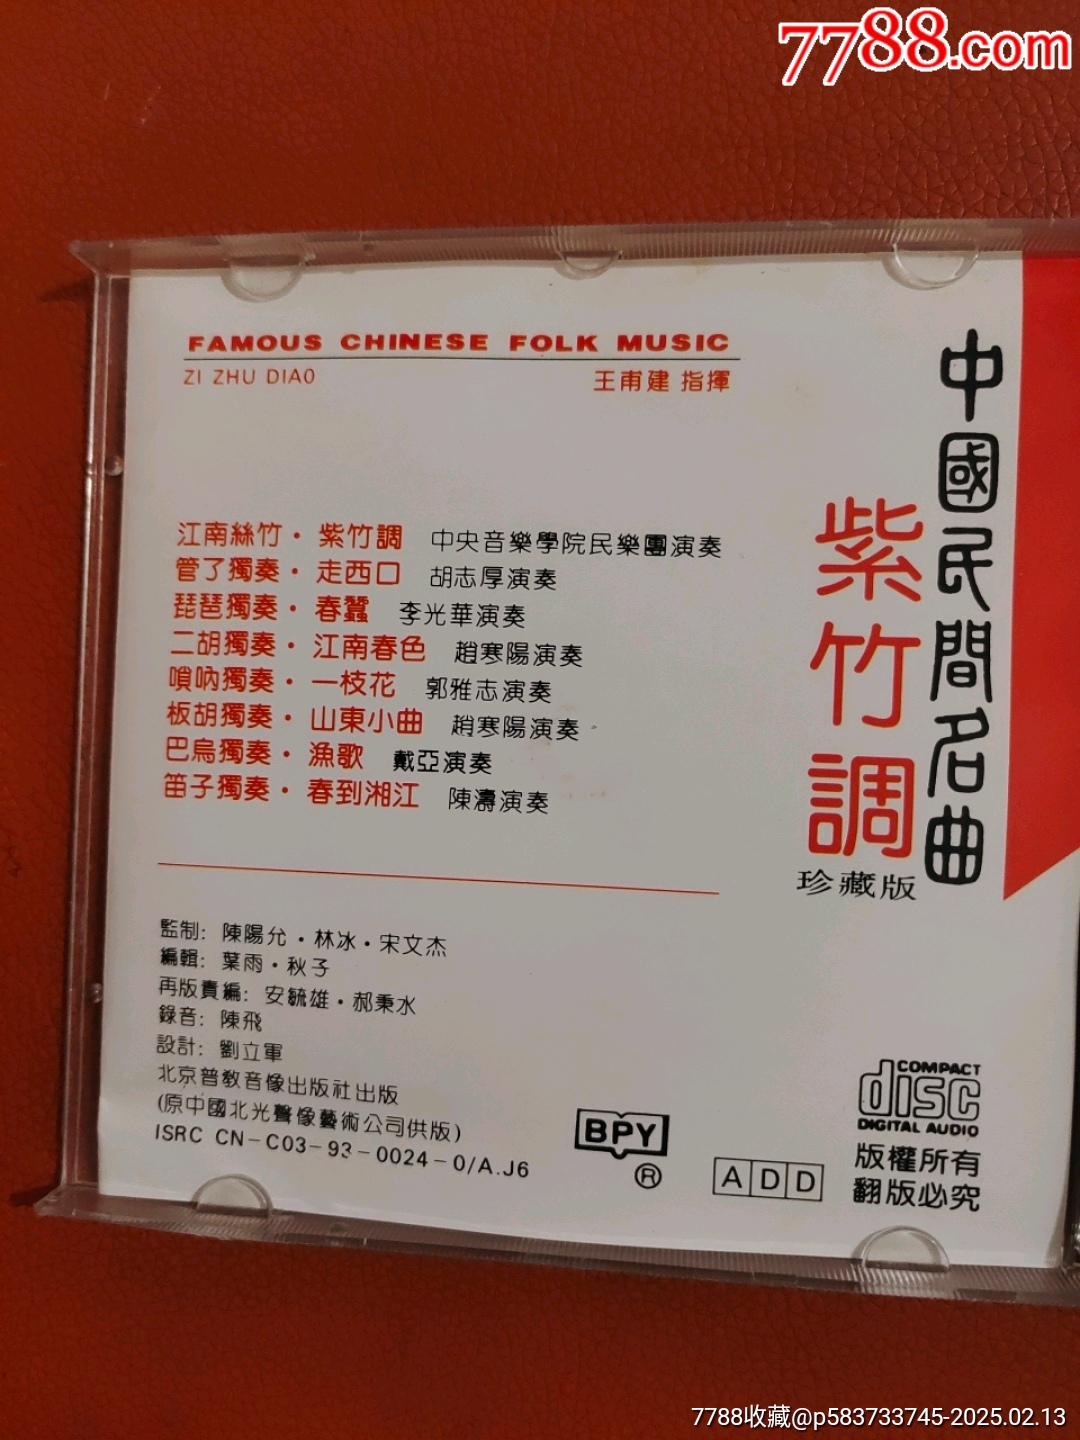 7788.com
FAMOUS CHINESE FOLK MUSIC
ZI ZHU DIAO
王甫建 指揮
江南絲竹·紫竹調 中央音樂學院民樂團演奏
管了獨奏·走西口 胡志厚演奏
琵琶獨奏·春蠶 李光華演奏
二胡獨奏·江南春色 趙寒陽演奏
嗩吶獨奏·一枝花 郭雅志演奏
板胡獨奏·山東小曲 趙寒陽演奏
巴烏獨奏·漁歌 戴亞演奏
笛子獨奏·春到湘江 陳濤演奏
中國民間名曲
紫竹調
珍藏版
監制: 陳陽允·林冰·宋文杰
編輯: 葉雨·秋子
再版責編: 安毓雄·郝秉水
錄音: 陳飛
設計: 劉立軍
北京普教音像出版社出版
(原中國北光聲像藝術公司供版)
ISRC CN-C03-93-0024-0/A.J6
BPY
®
ADD
COMPACT
disc
DIGITAL AUDIO
版權所有
翻版必究
7788收藏@p583733745-2025.02.13